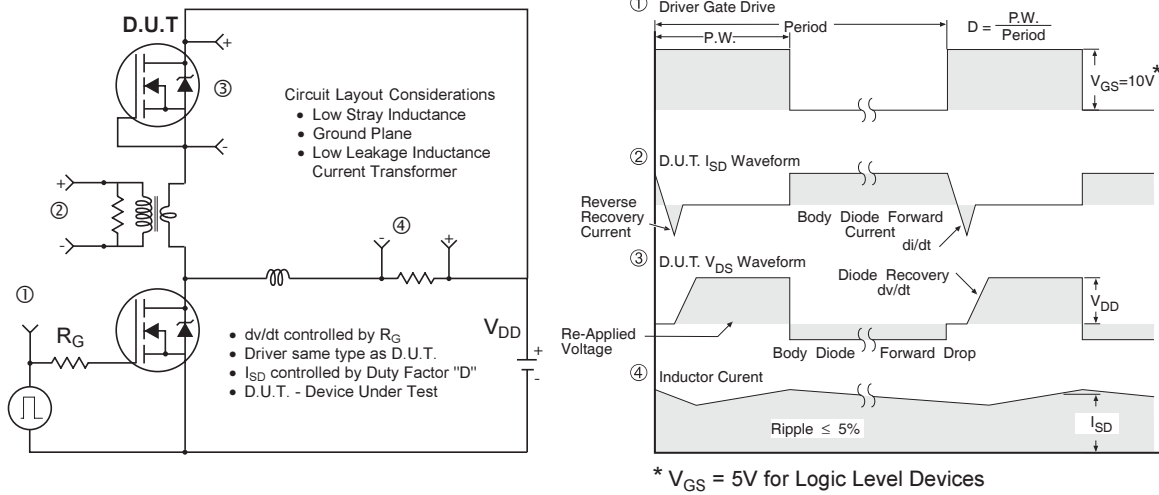 D.U.T
+
③
-
Circuit Layout Considerations
• Low Stray Inductance
• Ground Plane
• Low Leakage Inductance
Current Transformer
+
②
-
④
- +
①
R_G
V_DD
+
-
• dv/dt controlled by R_G
• Driver same type as D.U.T.
• I_SD controlled by Duty Factor "D"
• D.U.T. - Device Under Test
① Driver Gate Drive
Period
P.W.
D = P.W.
Period
V_GS=10V*
② D.U.T. I_SD Waveform
Reverse
Recovery
Current
Body Diode Forward
Current
di/dt
③ D.U.T. V_DS Waveform
Diode Recovery
dv/dt
V_DD
Re-Applied
Voltage
Body Diode Forward Drop
④ Inductor Curent
Ripple ≤ 5%
I_SD
* V_GS = 5V for Logic Level Devices